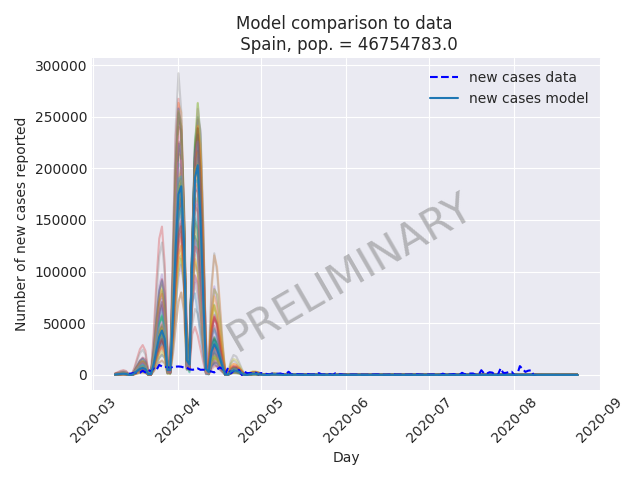 Model comparison to data
Spain, pop. = 46754783.0
300000
250000
200000
150000
100000
50000
0
Number of new cases reported
new cases data
new cases model
PRELIMINARY
2020-03
2020-04
2020-05
2020-06
2020-07
2020-08
2020-09
Day